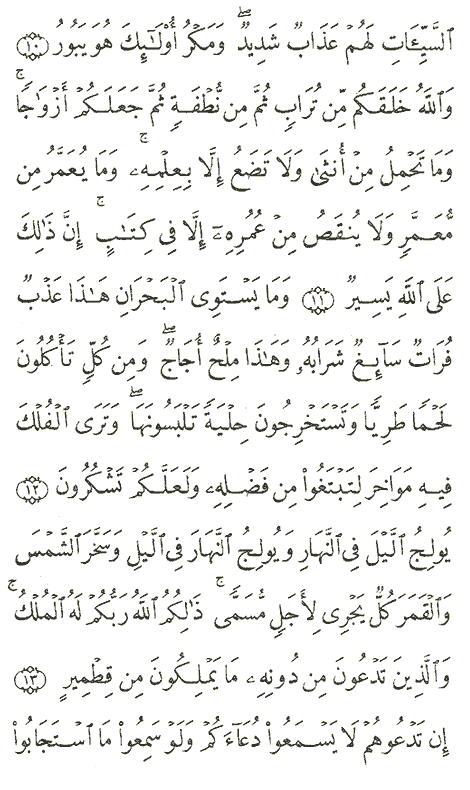 ٱلسَّيِّـَٔاتِ لَهُمْ عَذَابٌ شَدِيدٌ ۖ وَمَكْرُ أُو۟لَـٰٓئِكَ هُوَ يَبُورُ ١٠
وَٱللَّهُ خَلَقَكُم مِّن تُرَابٍ ثُمَّ مِن نُّطْفَةٍ ثُمَّ جَعَلَكُمْ أَزْوَٰجًا ۚ
وَمَا تَحْمِلُ مِنْ أُنثَىٰ وَلَا تَضَعُ إِلَّا بِعِلْمِهِۦ ۚ وَمَا يُعَمَّرُ مِن
مُّعَمَّرٍ وَلَا يُنقَصُ مِنْ عُمُرِهِۦٓ إِلَّا فِى كِتَـٰبٍ ۚ إِنَّ ذَٰلِكَ
عَلَى ٱللَّهِ يَسِيرٌ ١١ وَمَا يَسْتَوِى ٱلْبَحْرَانِ هَـٰذَا عَذْبٌ
فُرَاتٌ سَآئِغٌ شَرَابُهُۥ وَهَـٰذَا مِلْحٌ أُجَاجٌ ۖ وَمِن كُلٍّ تَأْكُلُونَ
لَحْمًا طَرِيًّا وَتَسْتَخْرِجُونَ حِلْيَةً تَلْبَسُونَهَا ۖ وَتَرَى ٱلْفُلْكَ
فِيهِ مَوَاخِرَ لِتَبْتَغُوا۟ مِن فَضْلِهِۦ وَلَعَلَّكُمْ تَشْكُرُونَ ١٢
يُولِجُ ٱلَّيْلَ فِى ٱلنَّهَارِ وَيُولِجُ ٱلنَّهَارَ فِى ٱلَّيْلِ وَسَخَّرَ ٱلشَّمْسَ
وَٱلْقَمَرَ كُلٌّ يَجْرِى لِأَجَلٍ مُّسَمًّى ۚ ذَٰلِكُمُ ٱللَّهُ رَبُّكُمْ لَهُ ٱلْمُلْكُ ۚ
وَٱلَّذِينَ تَدْعُونَ مِن دُونِهِۦ مَا يَمْلِكُونَ مِن قِطْمِيرٍ ١٣
إِن تَدْعُوهُمْ لَا يَسْمَعُوا۟ دُعَآءَكُمْ وَلَوْ سَمِعُوا۟ مَا ٱسْتَجَابُوا۟